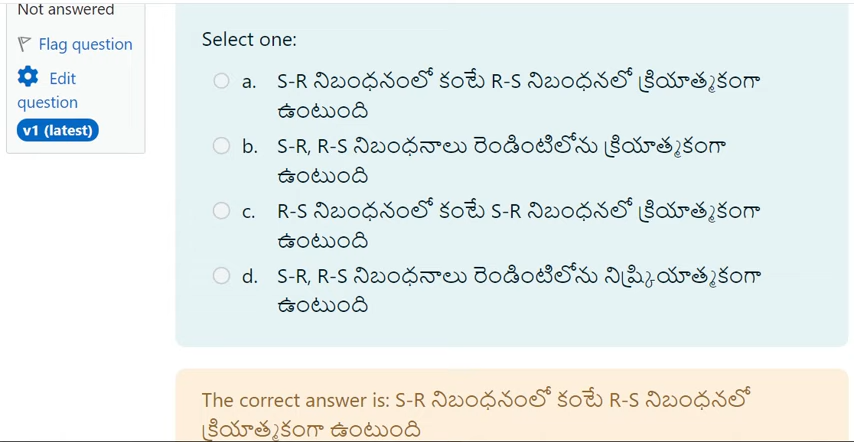 Not answered
Flag question
Edit
question
v1 (latest)
Select one:
a. S-R నిబంధనంలో కంటే R-S నిబంధనలో క్రియాత్మకంగా
ఉంటుంది
b. S-R, R-S నిబంధనాలు రెండింటిలోను క్రియాత్మకంగా
ఉంటుంది
c. R-S నిబంధనంలో కంటే S-R నిబంధనలో క్రియాత్మకంగా
ఉంటుంది
d. S-R, R-S నిబంధనాలు రెండింటిలోను నిష్క్రియాత్మకంగా
ఉంటుంది
The correct answer is: S-R నిబంధనంలో కంటే R-S నిబంధనలో
క్రియాత్మకంగా ఉంటుంది